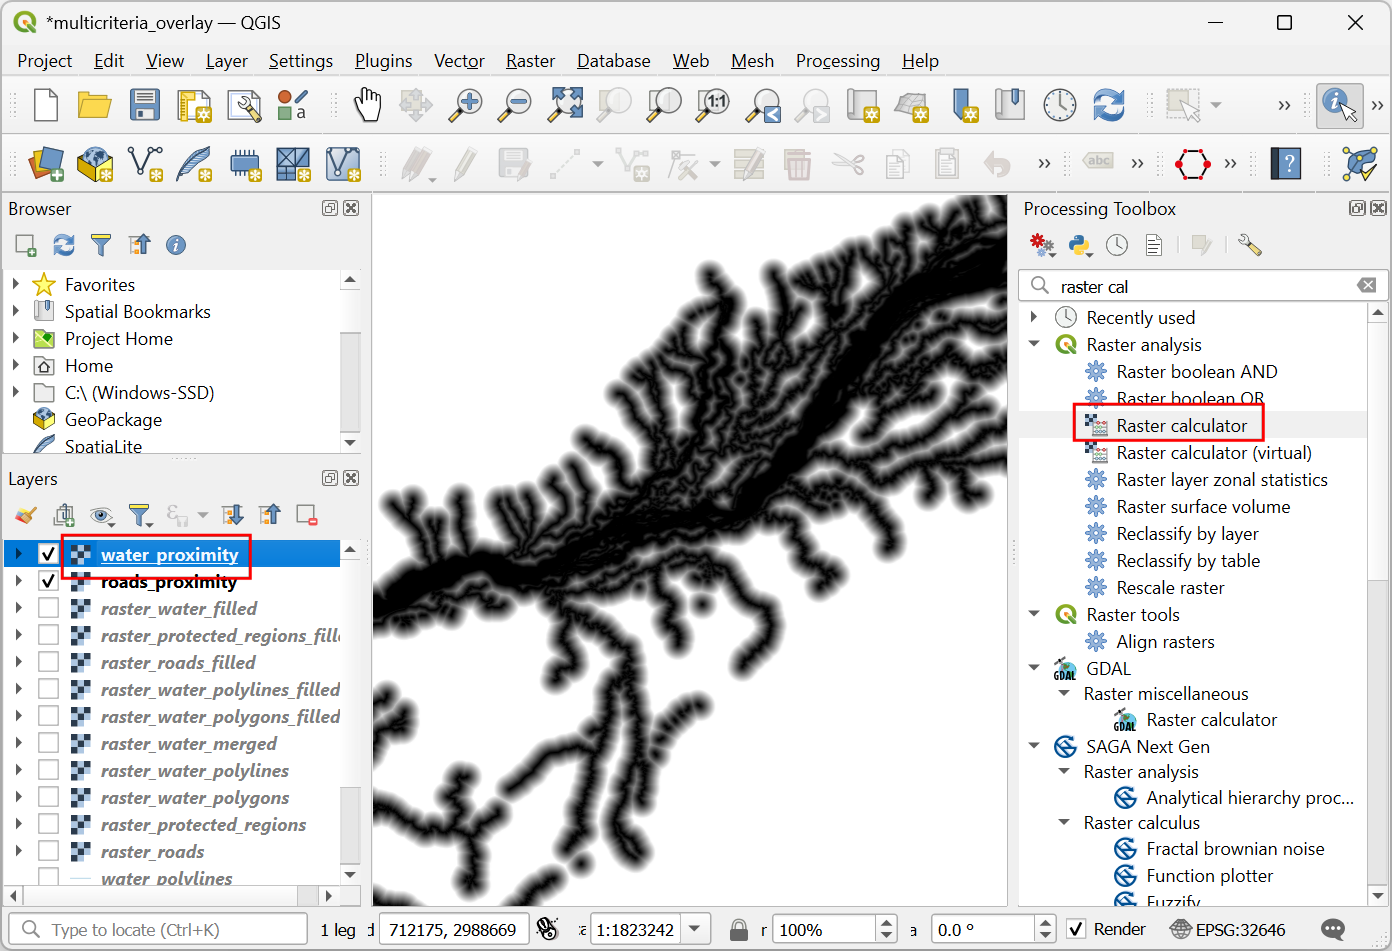 *multicriteria_overlay — QGIS
Project Edit View Layer Settings Plugins Vector Raster Database Web Mesh Processing Help
1:1
a
abc
?
Browser
Favorites
Spatial Bookmarks
Project Home
Home
C:\ (Windows-SSD)
GeoPackage
SpatiaLite
Layers
water_proximity
roads_proximity
raster_water_filled
raster_protected_regions_fill
raster_roads_filled
raster_water_polylines_filled
raster_water_polygons_filled
raster_water_merged
raster_water_polylines
raster_water_polygons
raster_protected_regions
raster_roads
water_polylines
Processing Toolbox
raster cal
Recently used
Raster analysis
Raster boolean AND
Raster boolean OR
Raster calculator
Raster calculator (virtual)
Raster layer zonal statistics
Raster surface volume
Reclassify by layer
Reclassify by table
Rescale raster
Raster tools
Align rasters
GDAL GDAL
Raster miscellaneous
GDAL Raster calculator
SAGA Next Gen
Raster analysis
Analytical hierarchy proc...
Raster calculus
Fractal brownian noise
Function plotter
Fuzzify
Type to locate (Ctrl+K) 1 leg d 712175, 2988669 :a 1:1823242 r 100% a 0.0 ° Render EPSG:32646